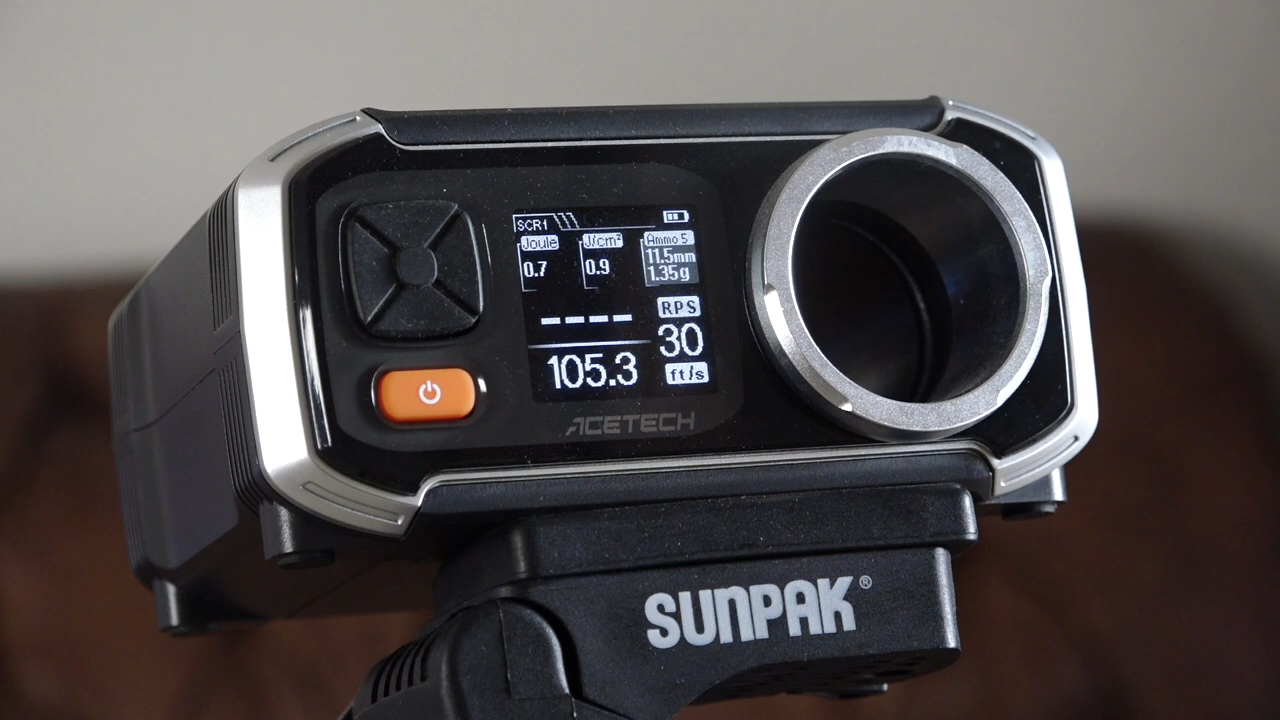 SCR1
Joule J/cm² Ammo 5
0.7 0.9 11.5mm
1.35g
---- RPS
105.3 30
ft/s
ACETECH
SUNPAK®